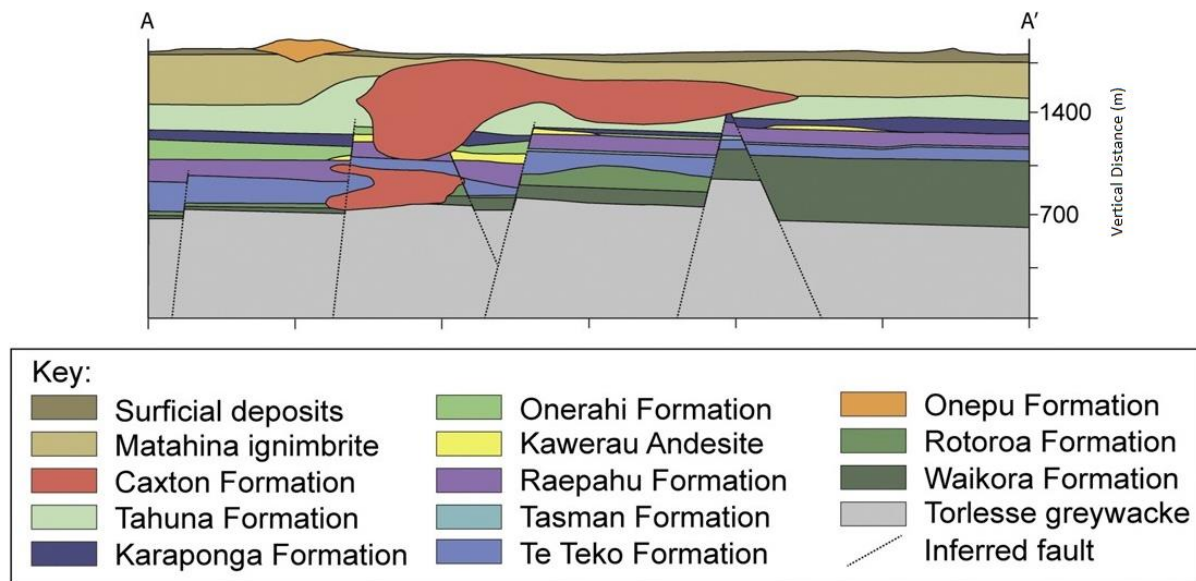 A
A’
1400
700
Vertical Distance (m)
Key:
Surficial deposits
Matahina ignimbrite
Caxton Formation
Tahuna Formation
Karaponga Formation
Onerahi Formation
Kawerau Andesite
Raepahu Formation
Tasman Formation
Te Teko Formation
Onepu Formation
Rotoroa Formation
Waikora Formation
Torlesse greywacke
Inferred fault